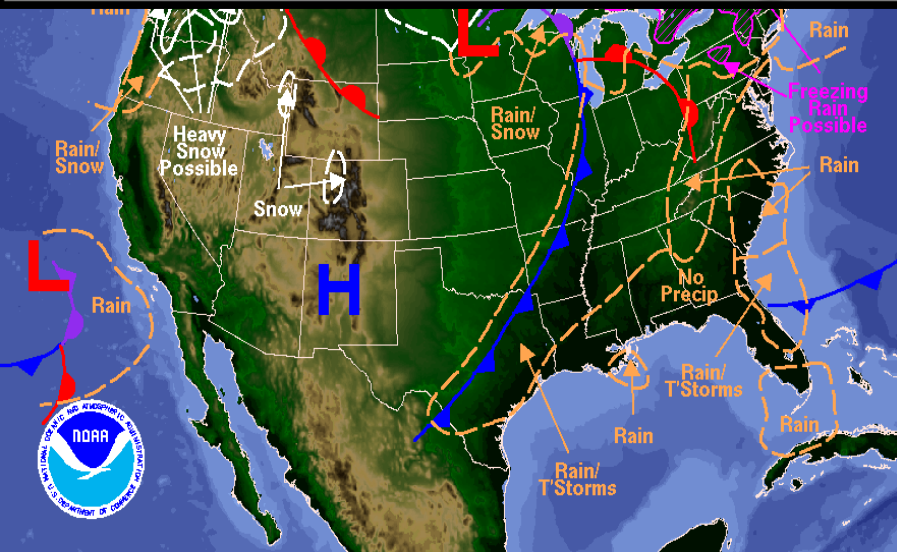 Rain
L
Rain
Rain/
Snow
Freezing
Rain
Possible
Heavy
Snow
Possible
Rain/
Snow
Rain
Snow
L
Rain
H
No
Precip
Rain/
T'Storms
Rain
Rain
Rain/
T'Storms
NOAA
NATIONAL OCEANIC AND ATMOSPHERIC ADMINISTRATION
U.S. DEPARTMENT OF COMMERCE